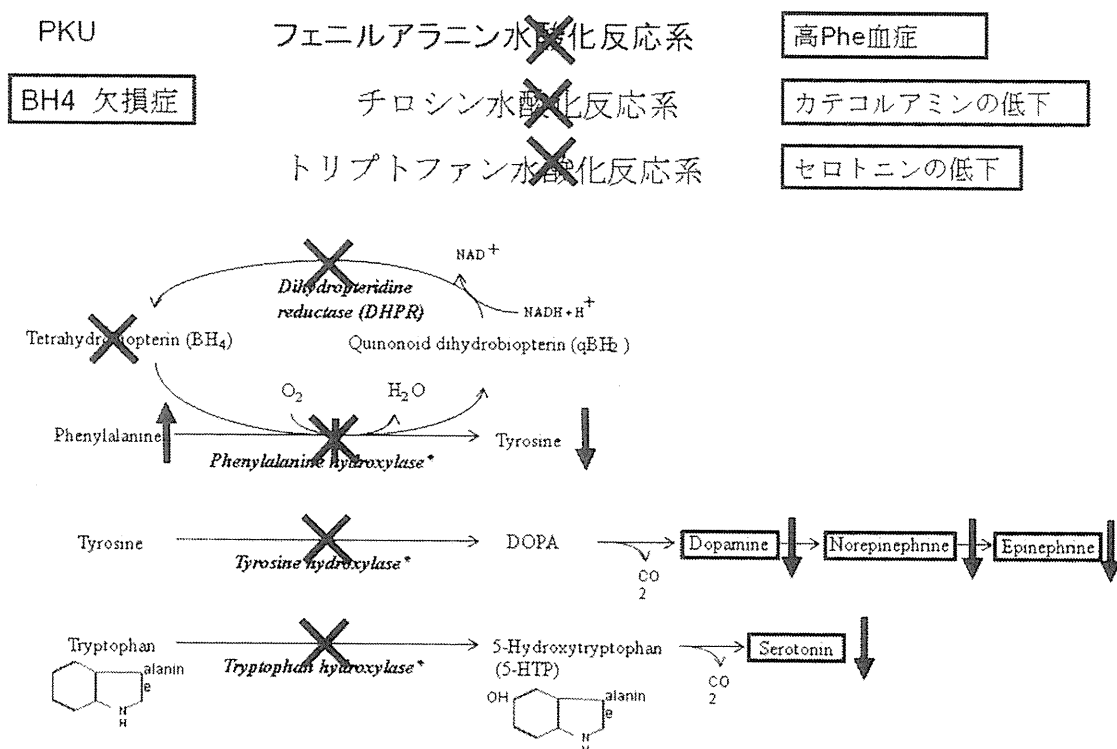 PKU フェニルアラニン水酸化反応系 高Phe血症
BH4 欠損症 チロシン水酸化反応系 カテコルアミンの低下
トリプトファン水酸化反応系 セロトニンの低下
NAD+
Dihydropteridine
reductase (DHPR)
NADH + H+
Tetrahydrobiopterin (BH4) Quinonoid dihydrobiopterin (qBH2)
O2 H2O
Phenylalanine Tyrosine
Phenylalanine hydroxylase*
Tyrosine DOPA Dopamine Norepinephrine Epinephrine
Tyrosine hydroxylase*
CO
2
Tryptophan 5-Hydroxytryptophan Serotonin
Tryptophan hydroxylase* (5-HTP)
CO
2
alanin
e
N
H
OH
alanin
e
N
H